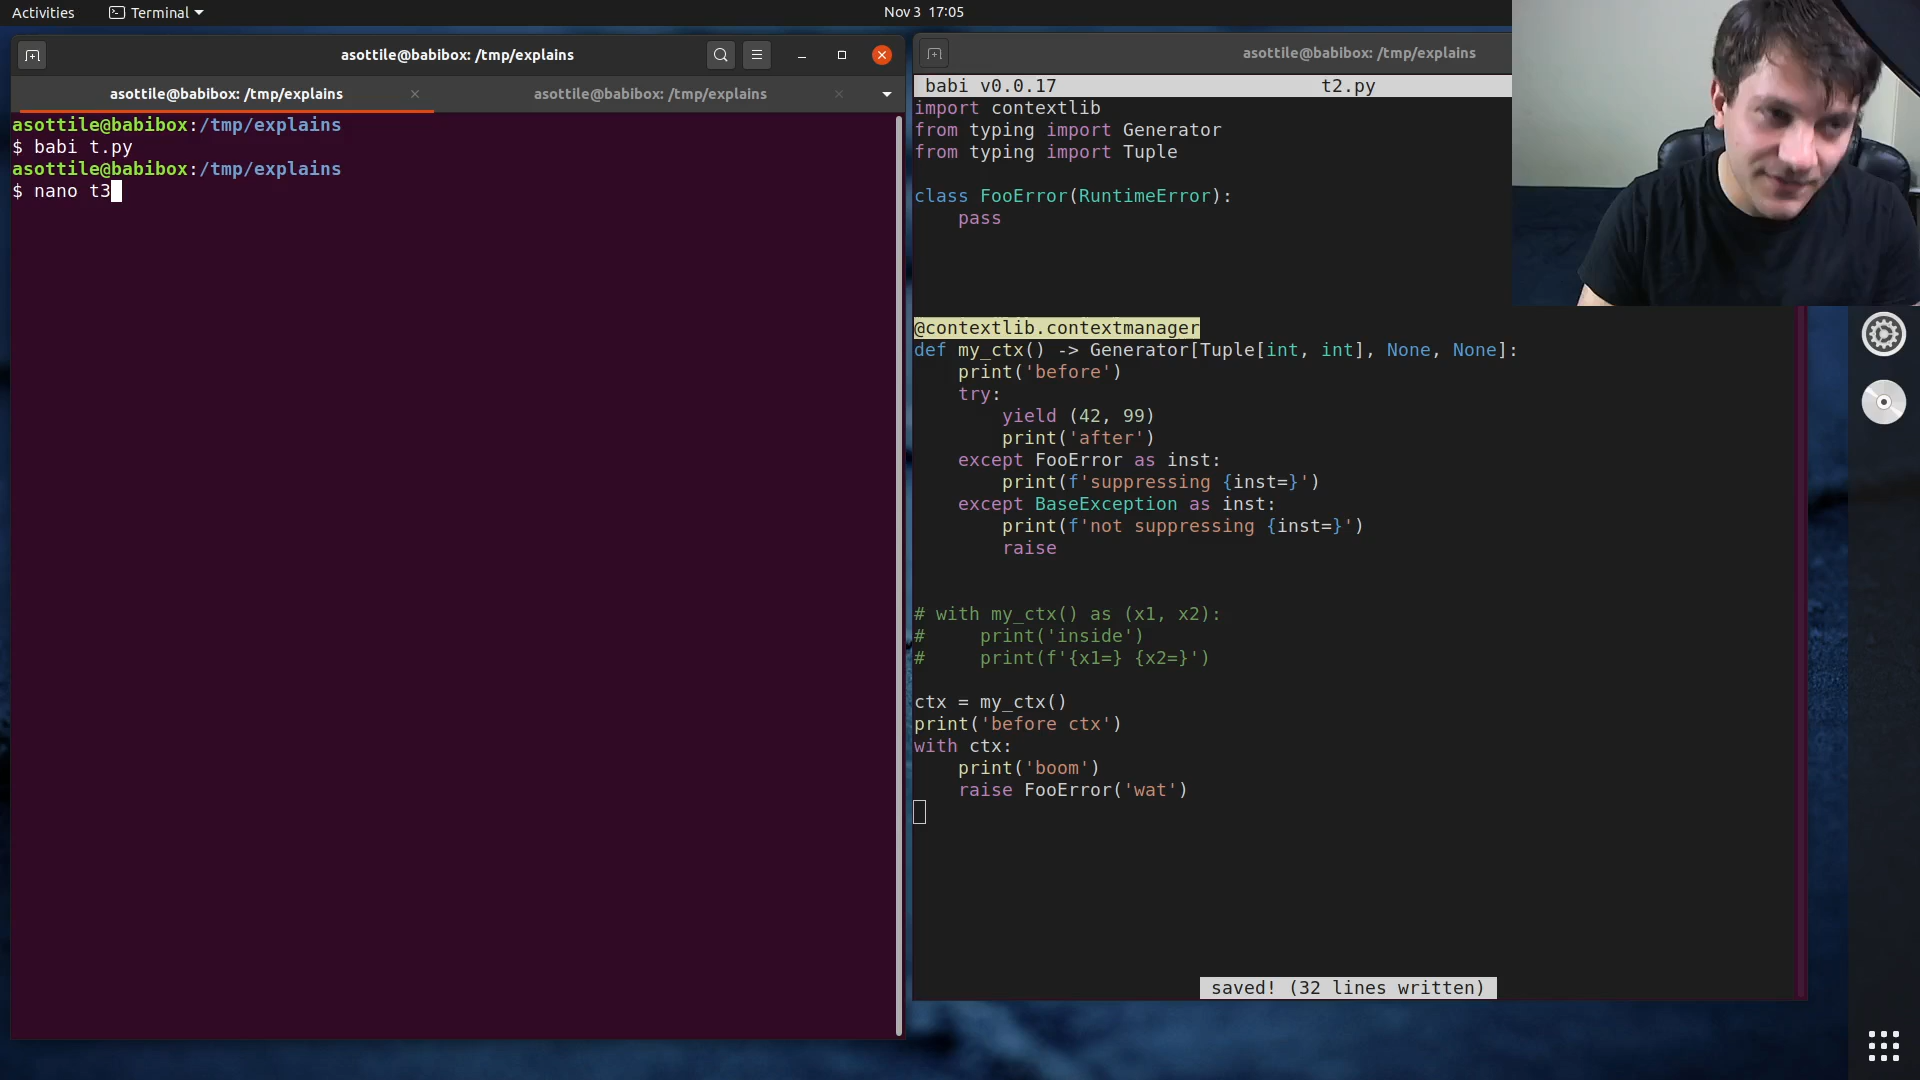 Activities
Terminal
Nov 3 17:05
asottile@babibox: /tmp/explains
asottile@babibox: /tmp/explains
asottile@babibox: /tmp/explains
asottile@babibox:/tmp/explains
$ babi t.py
asottile@babibox:/tmp/explains
$ nano t3
asottile@babibox: /tmp/explains
babi v0.0.17 t2.py
import contextlib
from typing import Generator
from typing import Tuple
class FooError(RuntimeError):
    pass
@contextlib.contextmanager
def my_ctx() -> Generator[Tuple[int, int], None, None]:
    print('before')
    try:
        yield (42, 99)
        print('after')
    except FooError as inst:
        print(f'suppressing {inst=}')
    except BaseException as inst:
        print(f'not suppressing {inst=}')
        raise
# with my_ctx() as (x1, x2):
#     print('inside')
#     print(f'{x1=} {x2=}')
ctx = my_ctx()
print('before ctx')
with ctx:
    print('boom')
    raise FooError('wat')
saved! (32 lines written)